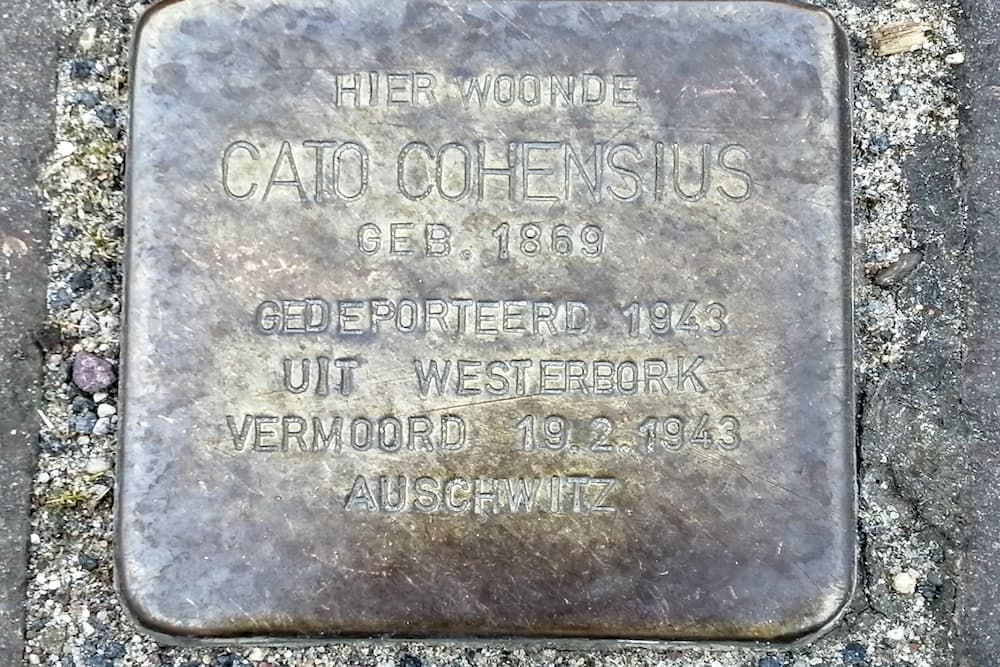 HIER WOONDE
CATO COHENSIUS
GEB. 1869
GEDEPORTEERD 1943
UIT WESTERBORK
VERMOORD 19.2.1943
AUSCHWITZ